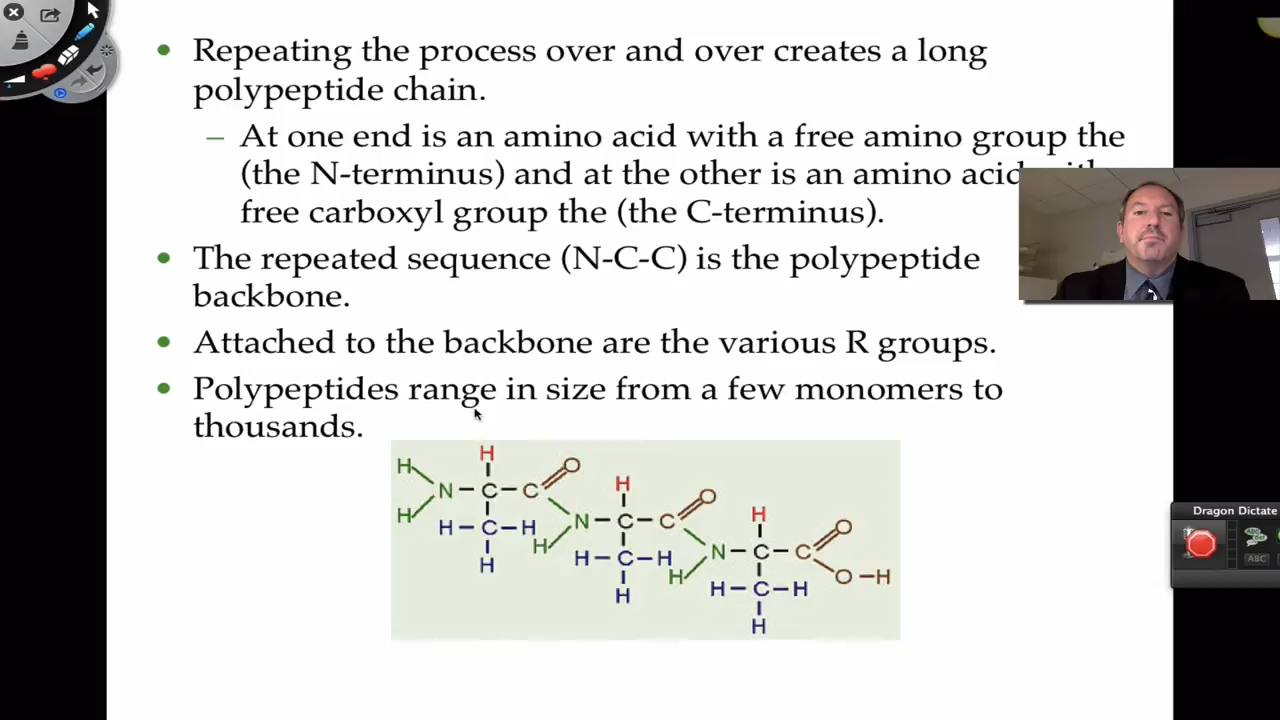 • Repeating the process over and over creates a long
polypeptide chain.
– At one end is an amino acid with a free amino group the
(the N-terminus) and at the other is an amino acid
free carboxyl group the (the C-terminus).
• The repeated sequence (N-C-C) is the polypeptide
backbone.
• Attached to the backbone are the various R groups.
• Polypeptides range in size from a few monomers to
thousands.
H H O
N – C – C H O
H H – C – H N – C – C H O
H H H – C – H N – C – C
H H H – C – H O – H
H
Dragon Dictate
ABC